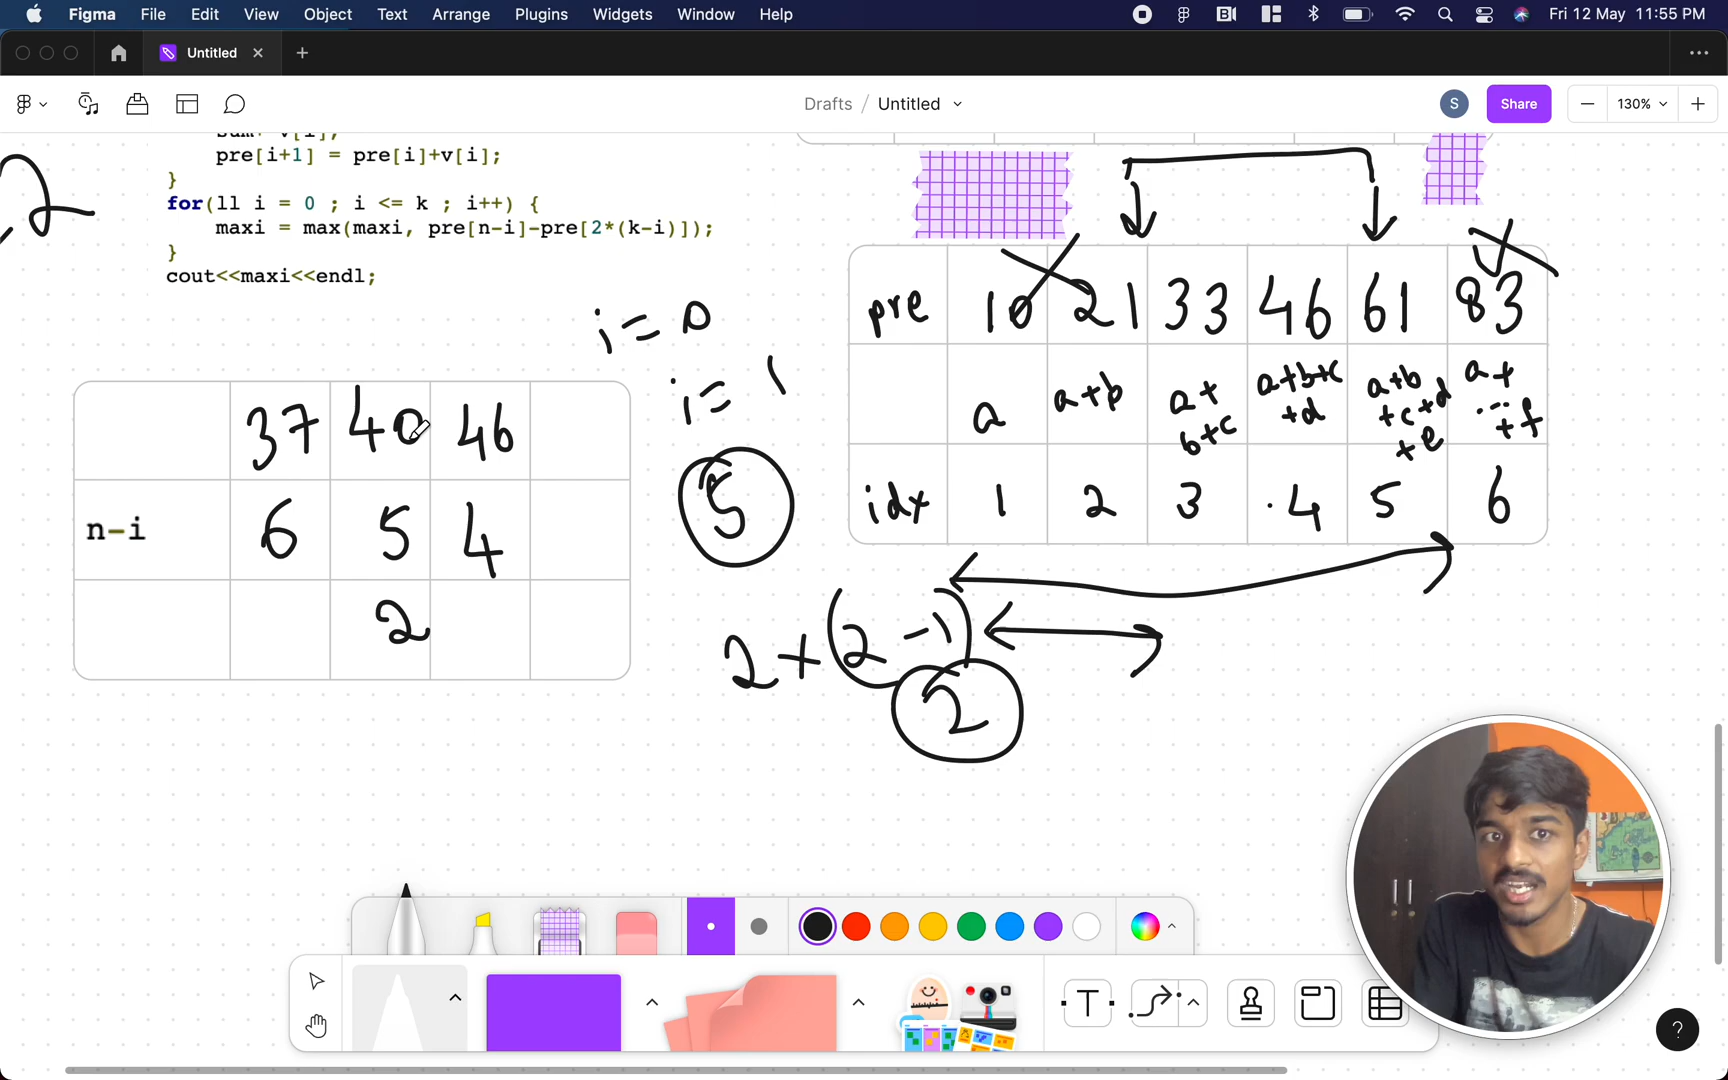 Figma File Edit View Object Text Arrange Plugins Widgets Window Help Fri 12 May 11:55 PM
Untitled
Drafts / Untitled
S
Share
130%
pre[i+1] = pre[i]+v[i];
}
for(ll i = 0 ; i <= k ; i++) {
maxi = max(maxi, pre[n-i]-pre[2*(k-i)]);
}
cout<<maxi<<endl;
2
i = 0
i = 1
5
37 40 46
n-i 6 5 4
2
pre 10 21 33 46 61 83
a a+b a+b+c a+b+c+d a+b+c+d+e a+...+f
idx 1 2 3 4 5 6
2 + (2 - 1)
2
T
?